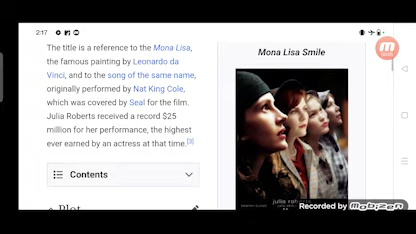 2:17
The title is a reference to the Mona Lisa,
the famous painting by Leonardo da
Vinci, and to the song of the same name,
originally performed by Nat King Cole,
which was covered by Seal for the film.
Julia Roberts received a record $25
million for her performance, the highest
ever earned by an actress at that time.[3]
Contents
Plot
Mona Lisa Smile
julia roberts
Recorded by Mobizen